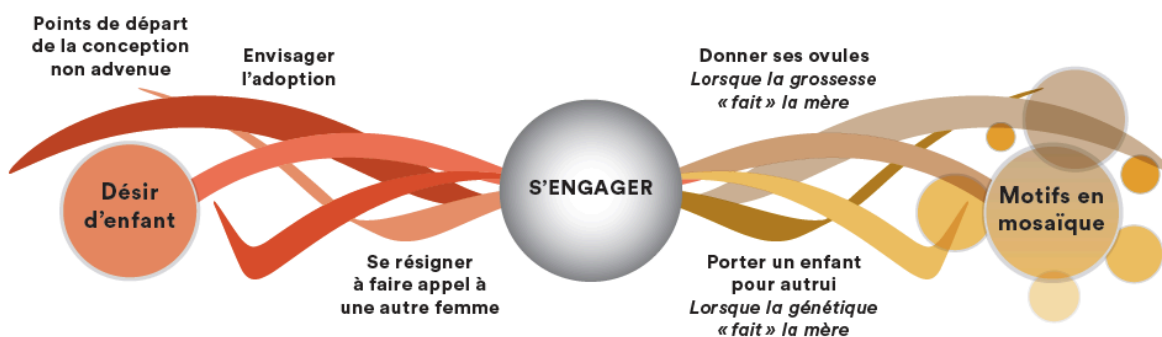 Points de départ
de la conception
non advenue
Envisager
l’adoption
Désir
d’enfant
Se résigner
à faire appel à
une autre femme
S’ENGAGER
Donner ses ovules
Lorsque la grossesse
«fait» la mère
Porter un enfant
pour autrui
Lorsque la génétique
«fait» la mère
Motifs en
mosaïque